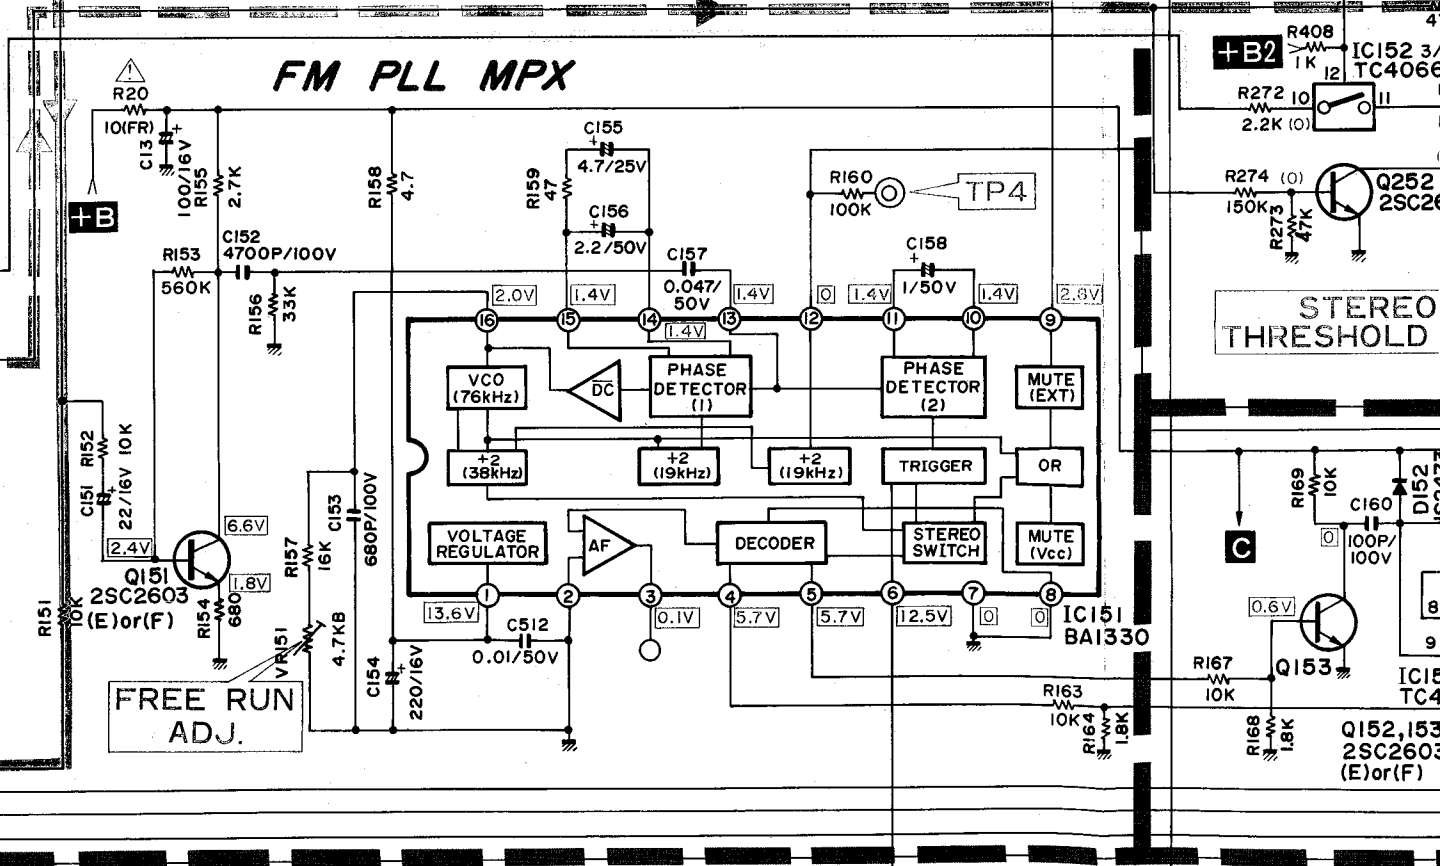 FM PLL MPX
R20
10(FR)
+B
C13
100/16V
R155
2.7K
R158
4.7
R153
560K
C152
4700P/100V
R156
33K
C155
4.7/25V
R159
47
C156
2.2/50V
C157
0.047/
50V
R160
100K
TP4
C158
1/50V
+B2
R408
1K
IC152 3/
TC4066
12
10
11
R272
2.2K (0)
R274 (0)
150K
R273
47K
Q252
2SC26
STEREO
THRESHOLD
2.0V
1.4V
1.4V
1.4V
0
1.4V
1.4V
2.8V
16
15
14
13
12
11
10
9
VCO
(76kHz)
DC
PHASE
DETECTOR
(1)
PHASE
DETECTOR
(2)
MUTE
(EXT)
÷2
(38kHz)
÷2
(19kHz)
÷2
(19kHz)
TRIGGER
OR
VOLTAGE
REGULATOR
AF
DECODER
STEREO
SWITCH
MUTE
(Vcc)
1
2
3
4
5
6
7
8
13.6V
0.1V
5.7V
5.7V
12.5V
0
0
IC151
BA1330
R152
10K
C151
22/16V
2.4V
6.6V
1.8V
Q151
2SC2603
(E)or(F)
R151
10K
R154
680
R157
16K
C153
680P/100V
VR151
4.7KB
C154
220/16V
C512
0.01/50V
FREE RUN
ADJ.
R163
10K
R164
1.8K
R167
10K
R168
1.8K
C
R169
10K
C160
100P/
100V
D152
0
0.6V
Q153
8
9
IC15
TC4
Q152,153
2SC2603
(E)or(F)